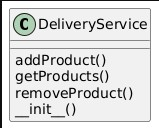 C DeliveryService
addProduct()
getProducts()
removeProduct()
__init__()